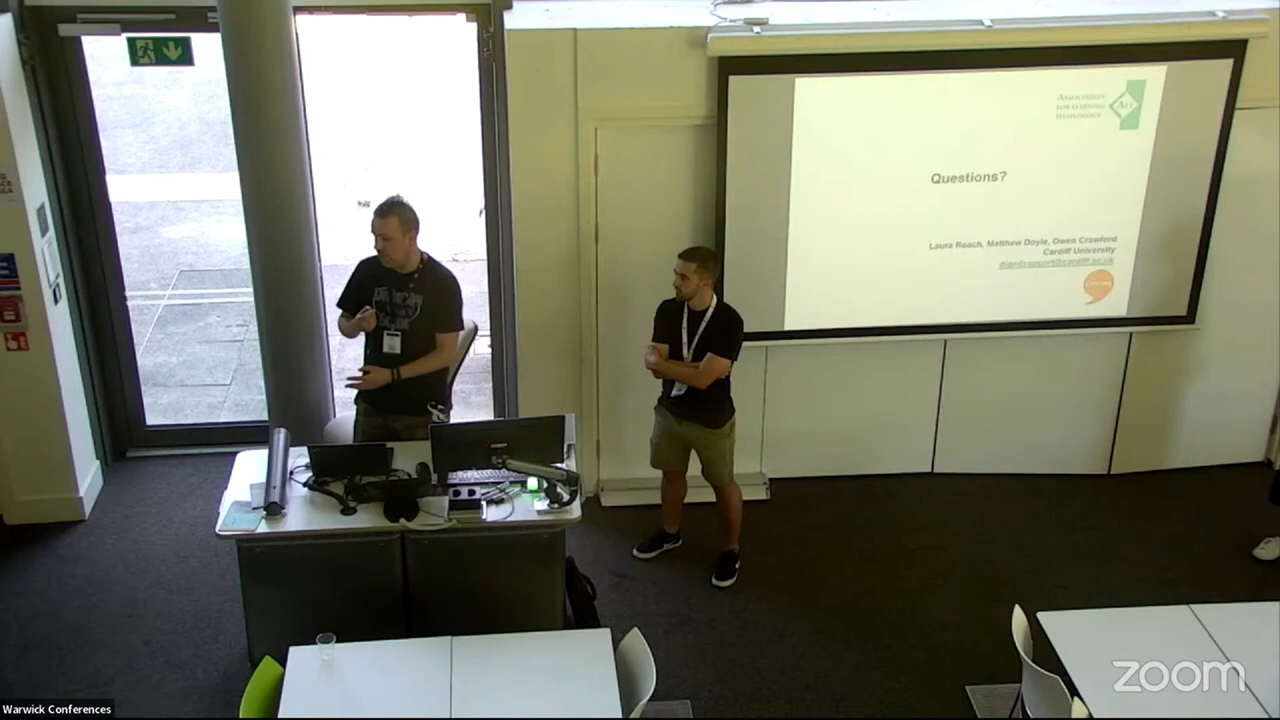 ASSOCIATION
FOR LEARNING
TECHNOLOGY
ALT
Questions?
Laura Roach, Matthew Doyle, Owen Crawford
Cardiff University
Warwick Conferences
zoom